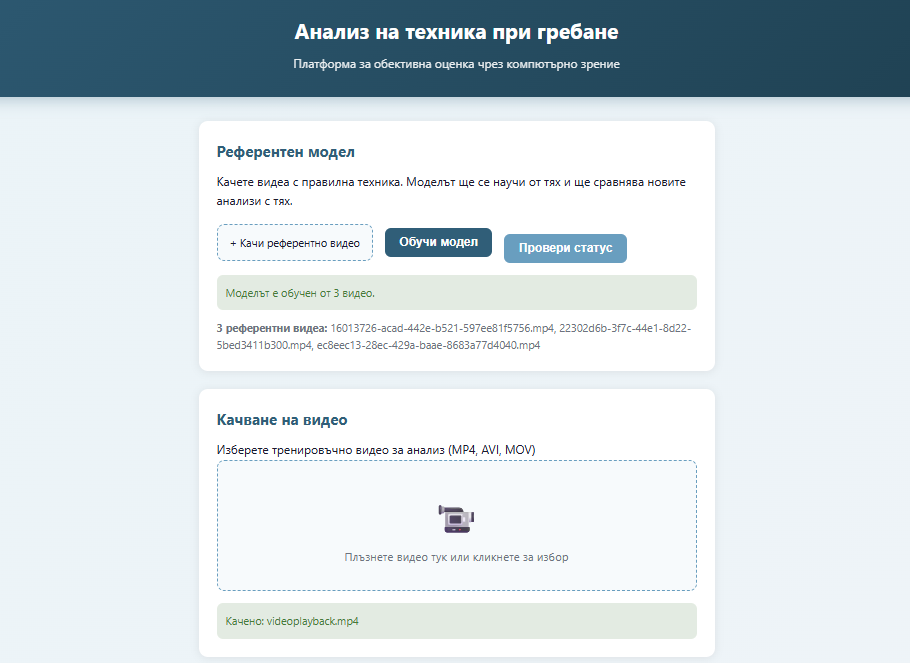 Анализ на техника при гребане
Платформа за обективна оценка чрез компютърно зрение
Референтен модел
Качете видеа с правилна техника. Моделът ще се научи от тях и ще сравнява новите
анализи с тях.
+ Качи референтно видео
Обучи модел
Провери статус
Моделът е обучен от 3 видео.
3 референтни видеа: 16013726-acad-442e-b521-597ee81f5756.mp4, 22302d6b-3f7c-44e1-8d22-
5bed3411b300.mp4, ec8eec13-28ec-429a-baae-8683a77d4040.mp4
Качване на видео
Изберете тренировъчно видео за анализ (MP4, AVI, MOV)
Плъзнете видео тук или кликнете за избор
Качено: videoplayback.mp4